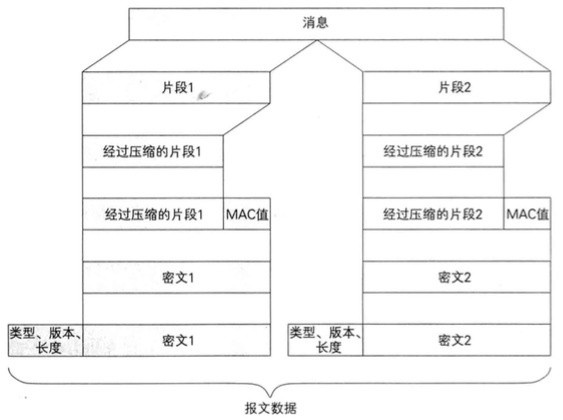 消息
片段1
片段2
经过压缩的片段1
经过压缩的片段2
经过压缩的片段1 MAC值
经过压缩的片段2 MAC值
密文1
密文2
类型、版本、
长度
密文1
类型、版本、
长度
密文2
报文数据